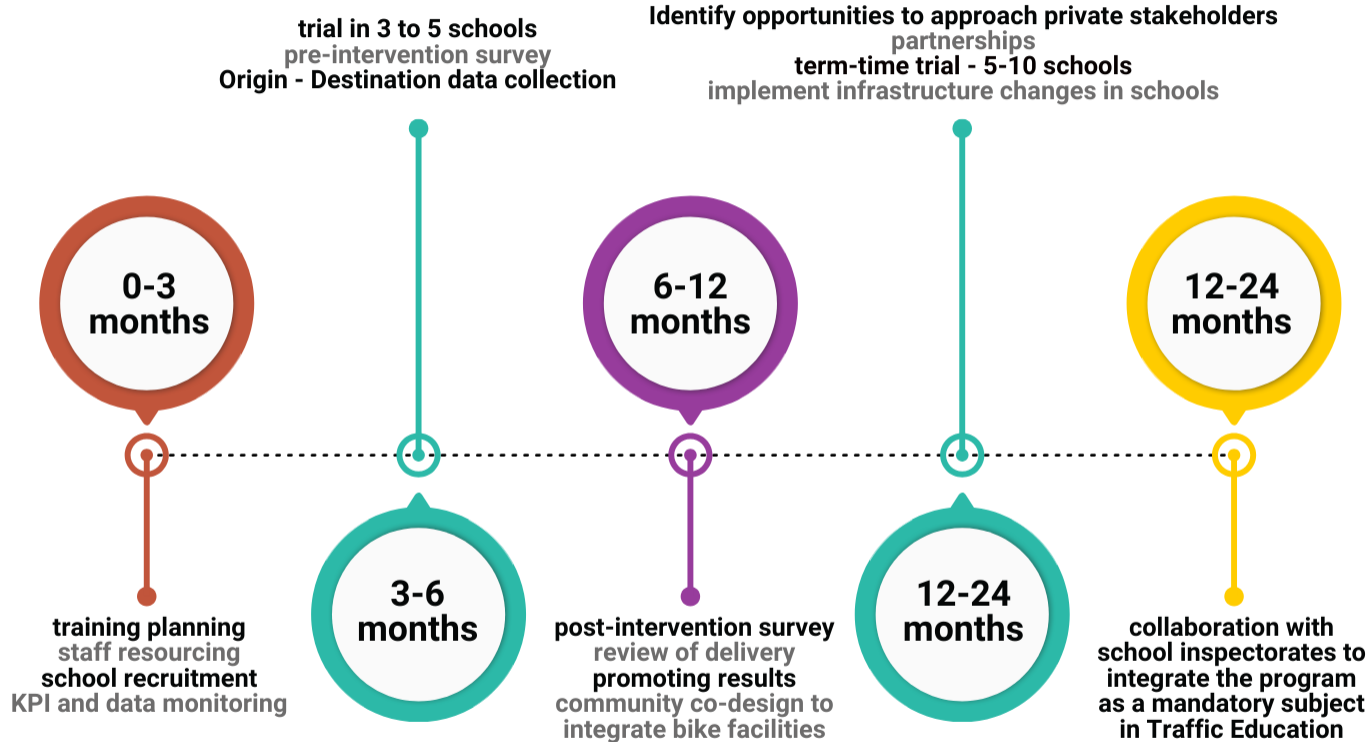 trial in 3 to 5 schools
pre-intervention survey
Origin - Destination data collection
Identify opportunities to approach private stakeholders
partnerships
term-time trial - 5-10 schools
implement infrastructure changes in schools
0-3
months
6-12
months
12-24
months
3-6
months
12-24
months
training planning
staff resourcing
school recruitment
KPI and data monitoring
post-intervention survey
review of delivery
promoting results
community co-design to
integrate bike facilities
collaboration with
school inspectorates to
integrate the program
as a mandatory subject
in Traffic Education